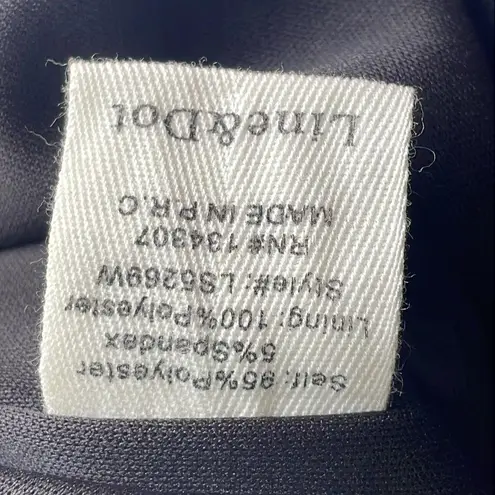 Self: 95%Polyester
5%Spandex
Lining: 100%Polyester
Style#: LS5269W
RN# 134307
MADE IN P.R.C
Line&Dot